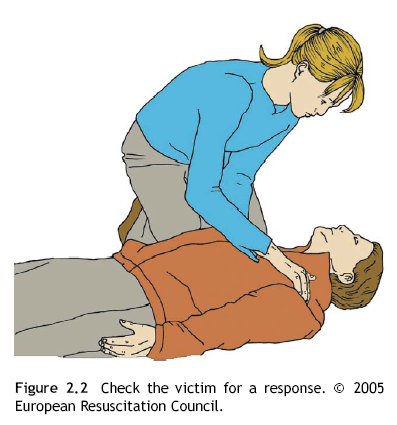 Figure 2.2 Check the victim for a response. © 2005
European Resuscitation Council.